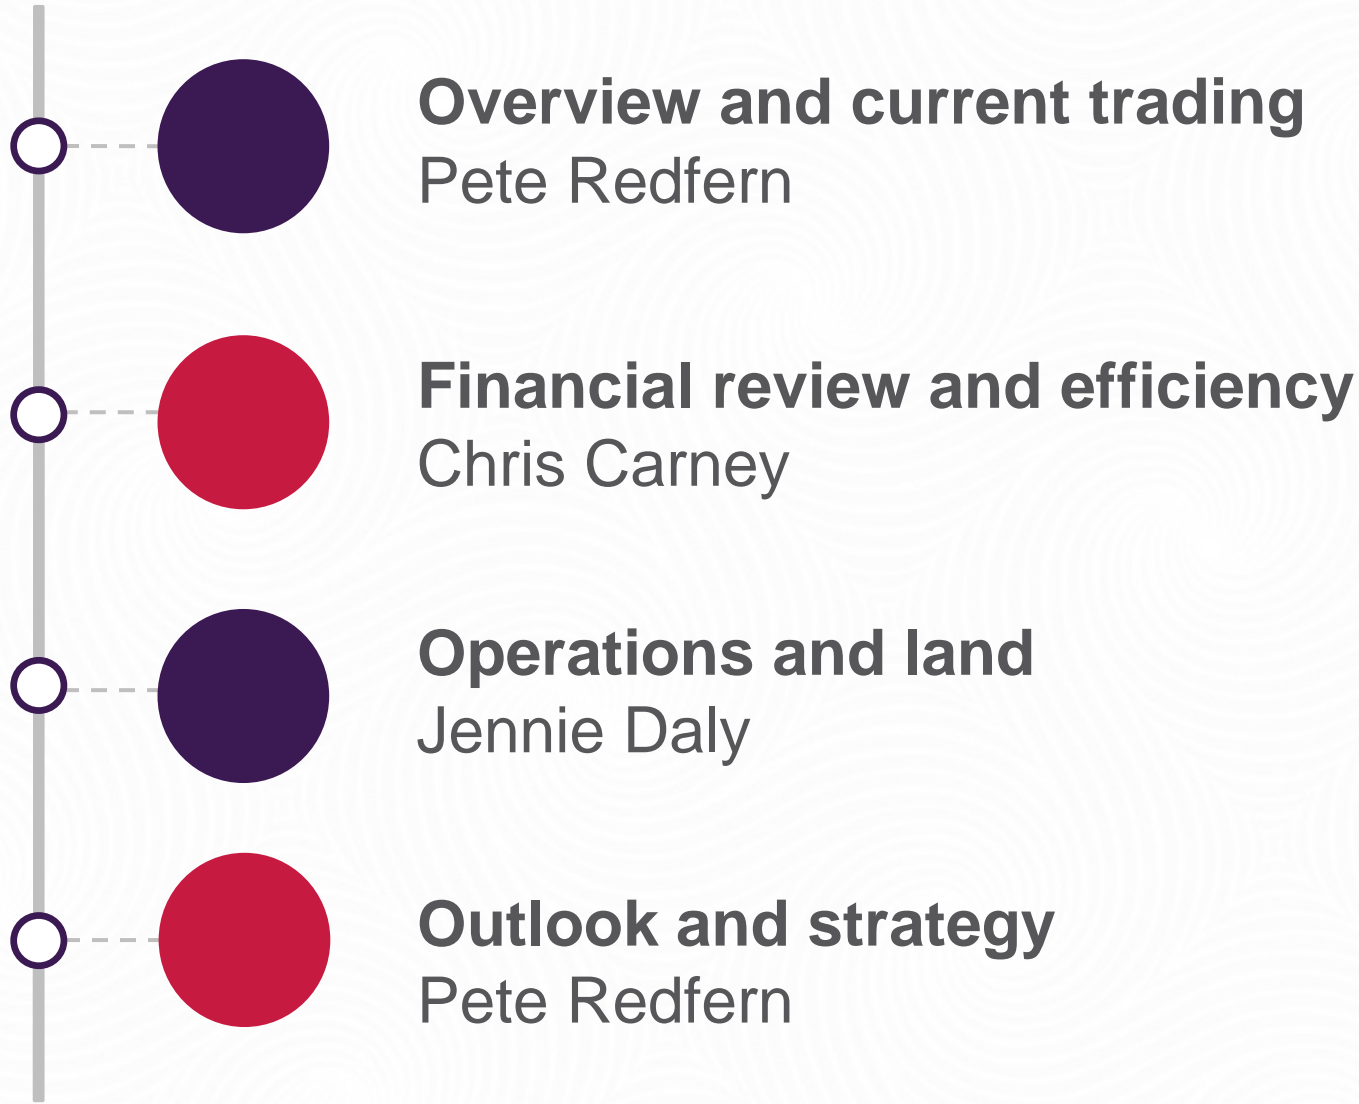 Overview and current trading
Pete Redfern
Financial review and efficiency
Chris Carney
Operations and land
Jennie Daly
Outlook and strategy
Pete Redfern